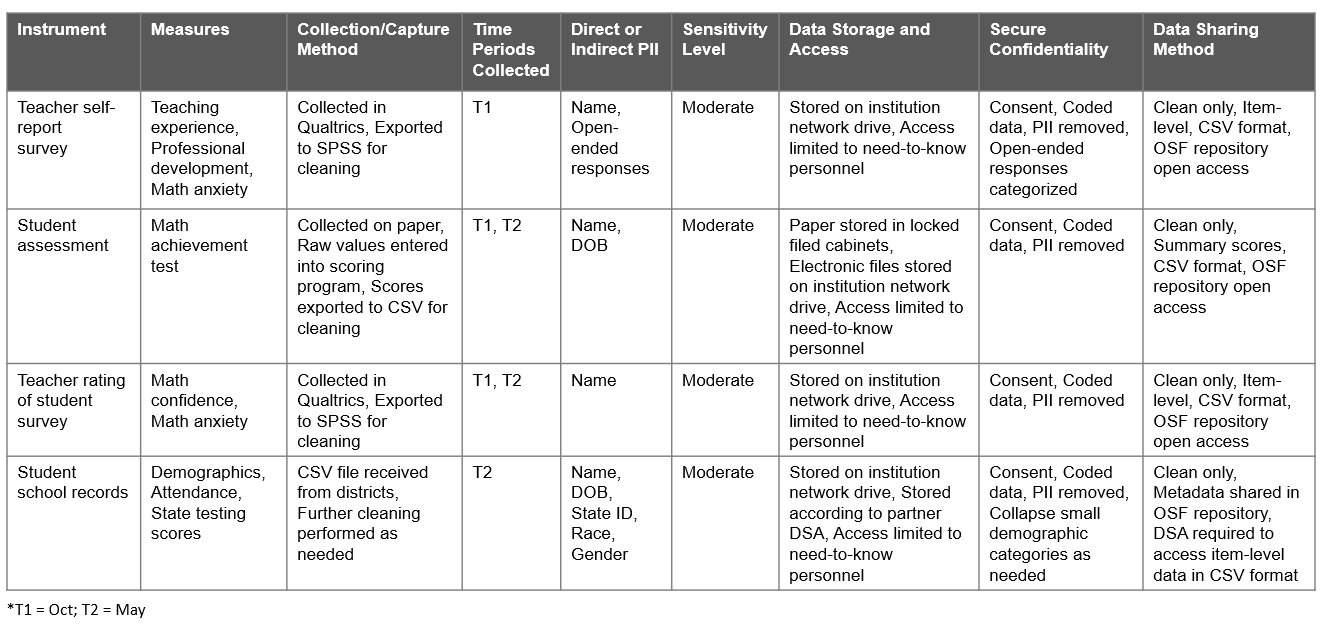 Instrument
Measures
Collection/Capture
Method
Time
Periods
Collected
Direct or
Indirect PII
Sensitivity
Level
Data Storage and
Access
Secure
Confidentiality
Data Sharing
Method
Teacher self-
report
survey
Teaching
experience,
Professional
development,
Math anxiety
Collected in
Qualtrics, Exported
to SPSS for
cleaning
T1
Name,
Open-
ended
responses
Moderate
Stored on institution
network drive, Access
limited to need-to-know
personnel
Consent, Coded
data, PII removed,
Open-ended
responses
categorized
Clean only, Item-
level, CSV format,
OSF repository
open access
Student
assessment
Math
achievement
test
Collected on paper,
Raw values entered
into scoring
program, Scores
exported to CSV for
cleaning
T1, T2
Name,
DOB
Moderate
Paper stored in locked
filed cabinets,
Electronic files stored
on institution network
drive, Access limited to
need-to-know
personnel
Consent, Coded
data, PII removed
Clean only,
Summary scores,
CSV format, OSF
repository open
access
Teacher rating
of student
survey
Math
confidence,
Math anxiety
Collected in
Qualtrics, Exported
to SPSS for
cleaning
T1, T2
Name
Moderate
Stored on institution
network drive, Access
limited to need-to-know
personnel
Consent, Coded
data, PII removed
Clean only, Item-
level, CSV format,
OSF repository
open access
Student
school records
Demographics,
Attendance,
State testing
scores
CSV file received
from districts,
Further cleaning
performed as
needed
T2
Name,
DOB,
State ID,
Race,
Gender
Moderate
Stored on institution
network drive, Stored
according to partner
DSA, Access limited to
need-to-know
personnel
Consent, Coded
data, PII removed,
Collapse small
demographic
categories as
needed
Clean only,
Metadata shared in
OSF repository,
DSA required to
access item-level
data in CSV format
*T1 = Oct; T2 = May